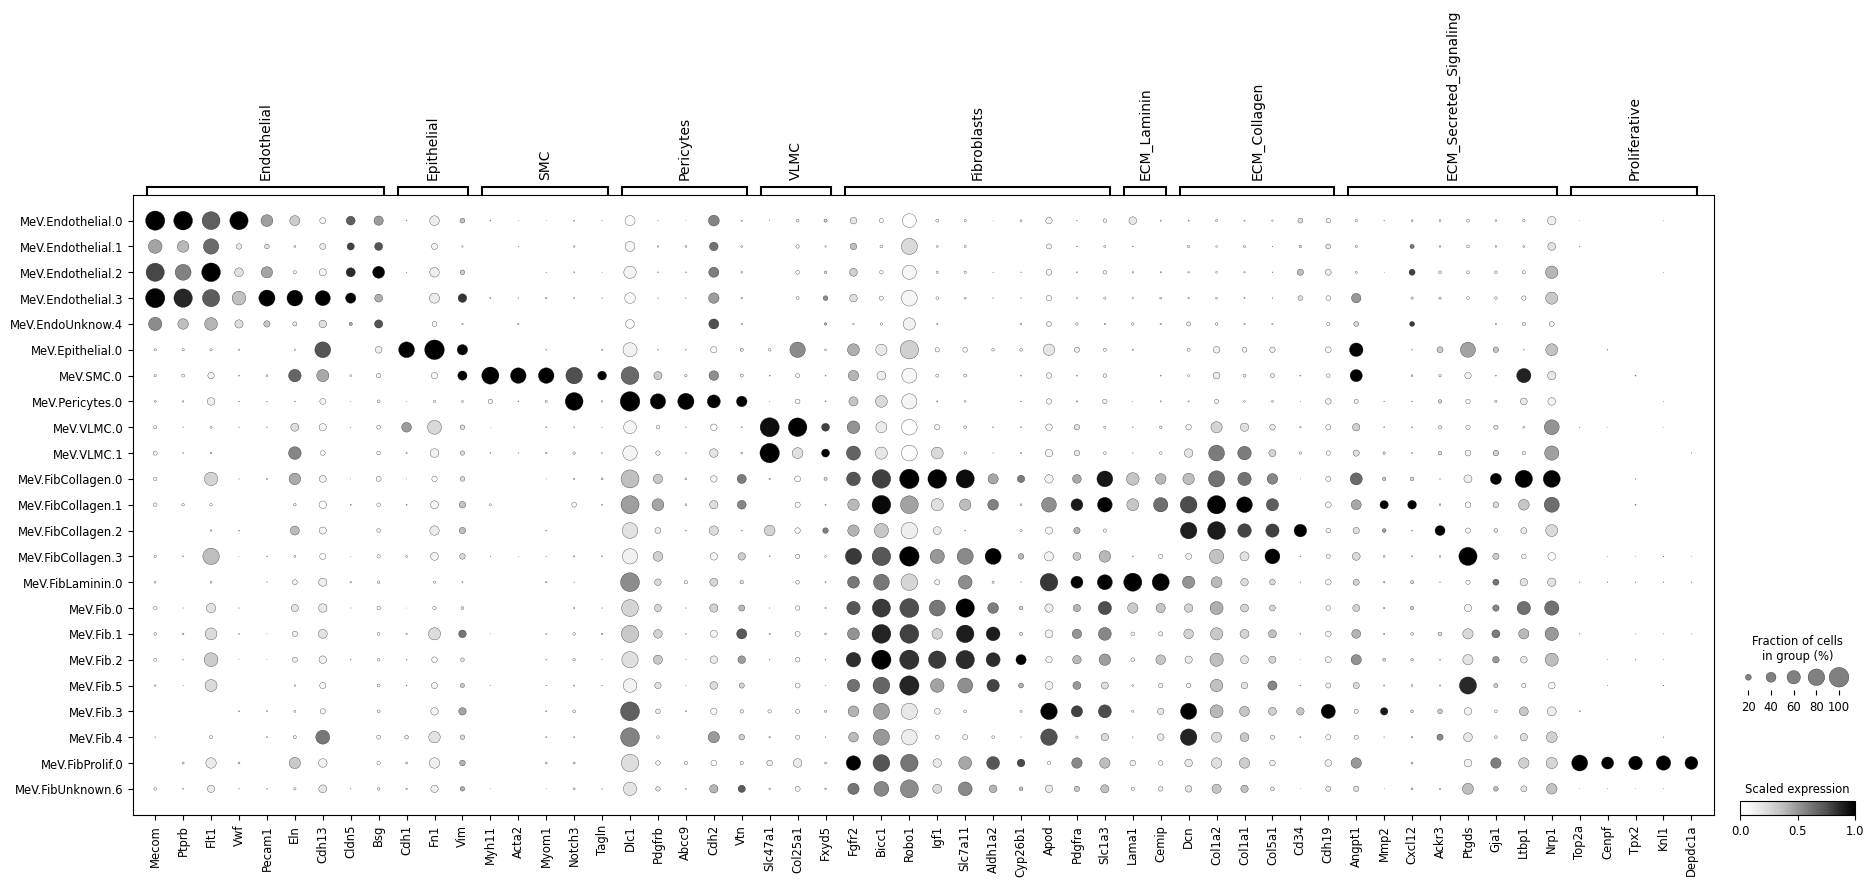 Endothelial
Epithelial
SMC
Pericytes
VLMC
Fibroblasts
ECM_Laminin
ECM_Collagen
ECM_Secreted_Signaling
Proliferative
MeV.Endothelial.0
MeV.Endothelial.1
MeV.Endothelial.2
MeV.Endothelial.3
MeV.EndoUnknow.4
MeV.Epithelial.0
MeV.SMC.0
MeV.Pericytes.0
MeV.VLMC.0
MeV.VLMC.1
MeV.FibCollagen.0
MeV.FibCollagen.1
MeV.FibCollagen.2
MeV.FibCollagen.3
MeV.FibLaminin.0
MeV.Fib.0
MeV.Fib.1
MeV.Fib.2
MeV.Fib.5
MeV.Fib.3
MeV.Fib.4
MeV.FibProlif.0
MeV.FibUnknown.6
Mecom
Ptprb
Flt1
Vwf
Pecam1
Eln
Cdh13
Cldn5
Bsg
Cdh1
Fn1
Vim
Myh11
Acta2
Myom1
Notch3
Tagln
Dlc1
Pdgfrb
Abcc9
Cdh2
Vtn
Slc47a1
Col25a1
Fxyd5
Fgfr2
Bicc1
Robo1
Igf1
Slc7a11
Aldh1a2
Cyp26b1
Apod
Pdgfra
Slc1a3
Lama1
Cemip
Dcn
Col1a2
Col1a1
Col5a1
Cd34
Cdh19
Angpt1
Mmp2
Cxcl12
Ackr3
Ptgds
Gja1
Ltbp1
Nrp1
Top2a
Cenpf
Tpx2
Knl1
Depdc1a
Fraction of cells
in group (%)
20 40 60 80 100
Scaled expression
0.0 0.5 1.0